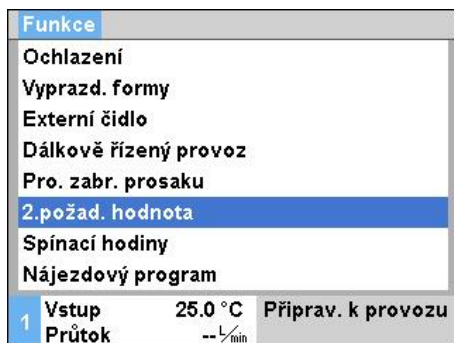 Funkce
Ochlazení
Vyprazd. formy
Externí čidlo
Dálkově řízený provoz
Pro. zabr. prosaku
2.požad. hodnota
Spínací hodiny
Nájezdový program
1 Vstup 25.0 °C Připrav. k provozu
Průtok -- L/min